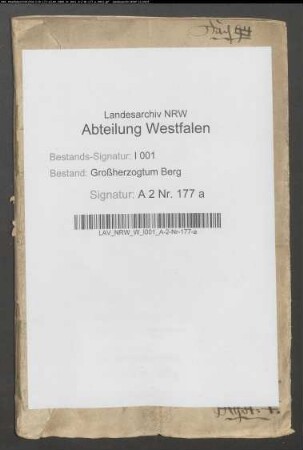 Landesarchiv NRW
Abteilung Westfalen
Bestands-Signatur: I 001
Bestand: Großherzogtum Berg
Signatur: A 2 Nr. 177 a
LAV_NRW_W_I001_A-2-Nr-177-a